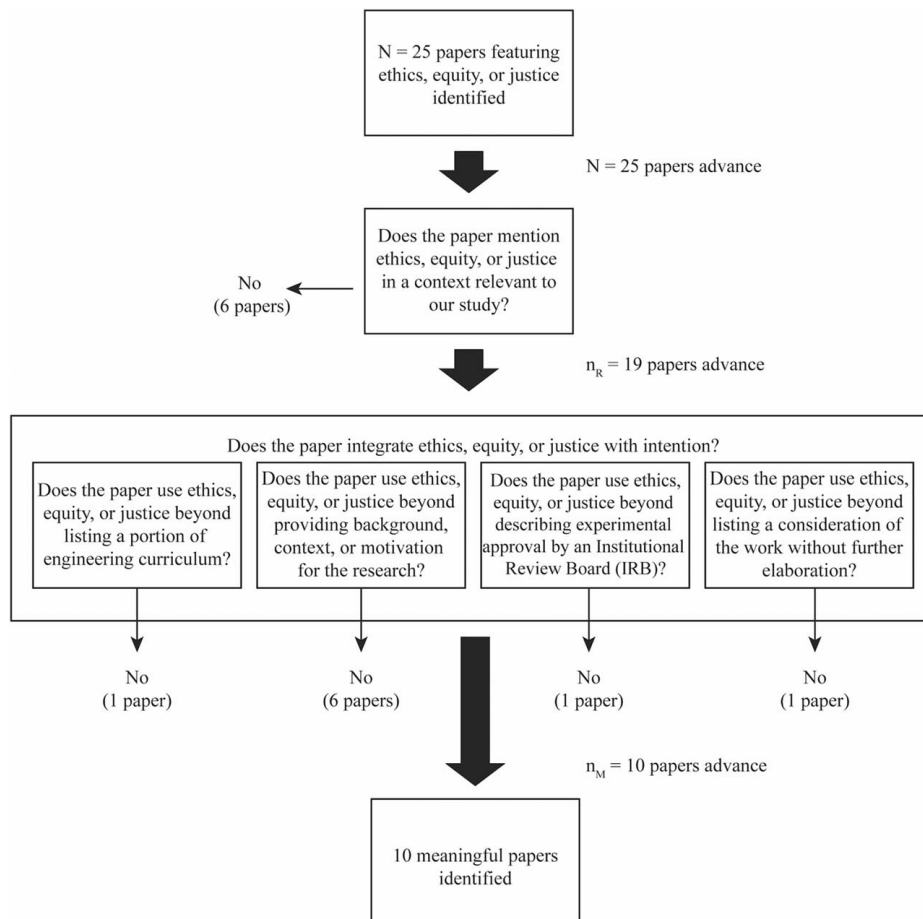 N = 25 papers featuring
ethics, equity, or justice
identified
N = 25 papers advance
Does the paper mention
ethics, equity, or justice
in a context relevant to
our study?
No
(6 papers)
n_R = 19 papers advance
Does the paper integrate ethics, equity, or justice with intention?
Does the paper use ethics,
equity, or justice beyond
listing a portion of
engineering curriculum?
Does the paper use ethics,
equity, or justice beyond
providing background,
context, or motivation
for the research?
Does the paper use ethics,
equity, or justice beyond
describing experimental
approval by an Institutional
Review Board (IRB)?
Does the paper use ethics,
equity, or justice beyond
listing a consideration of
the work without further
elaboration?
No
(1 paper)
No
(6 papers)
No
(1 paper)
No
(1 paper)
n_M = 10 papers advance
10 meaningful papers
identified